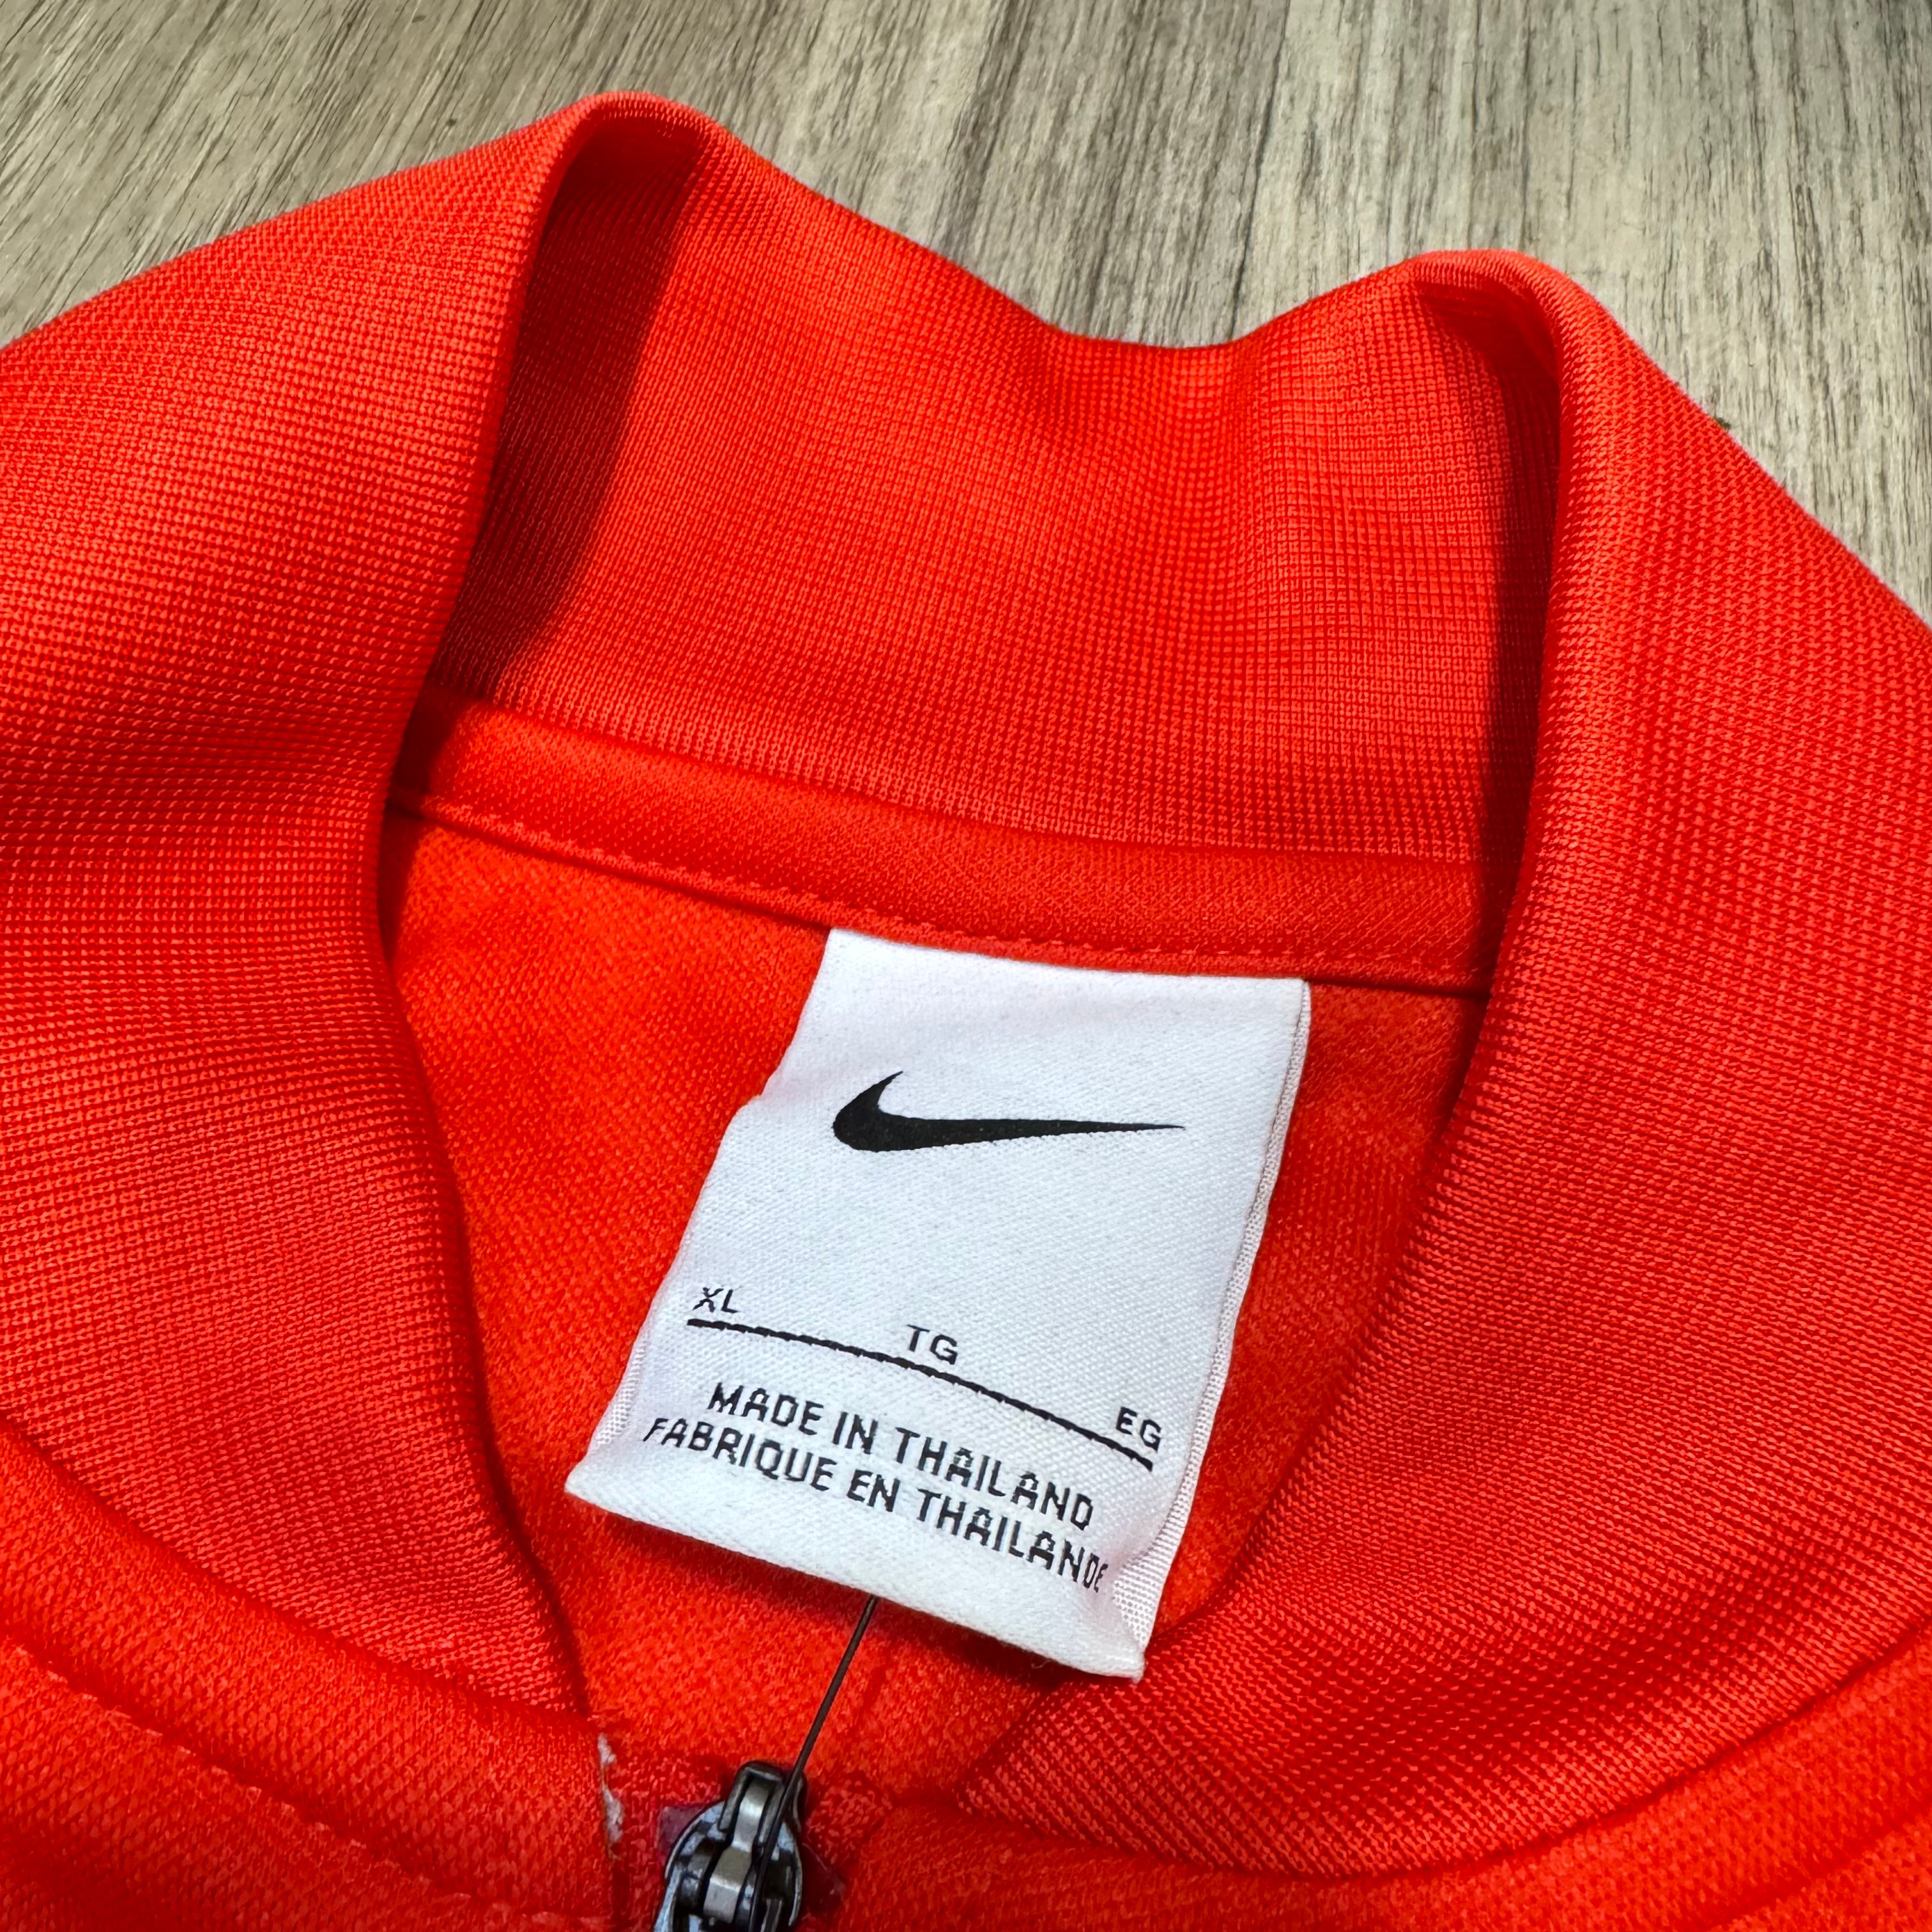 XL TG EG
MADE IN THAILAND
FABRIQUE EN THAILANDE